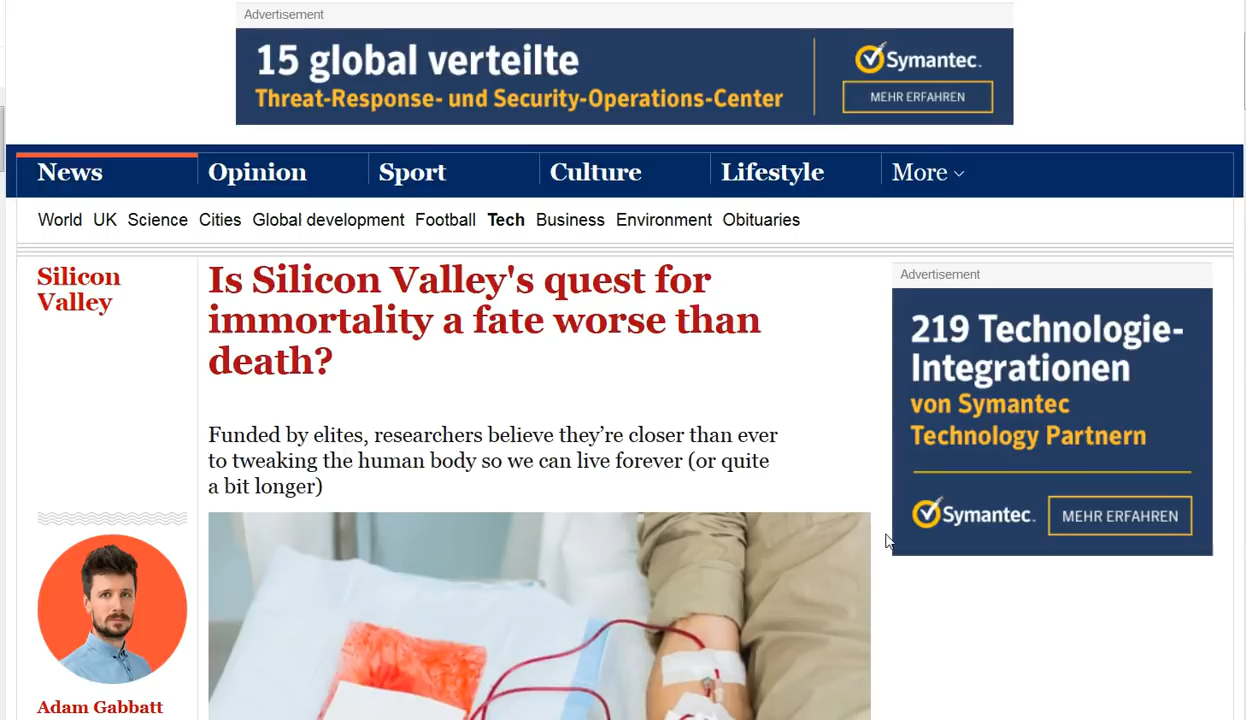 Advertisement
15 global verteilte
Threat-Response- und Security-Operations-Center
Symantec.
MEHR ERFAHREN
News
Opinion
Sport
Culture
Lifestyle
More
World
UK
Science
Cities
Global development
Football
Tech
Business
Environment
Obituaries
Silicon
Valley
Is Silicon Valley's quest for
immortality a fate worse than
death?
Funded by elites, researchers believe they’re closer than ever
to tweaking the human body so we can live forever (or quite
a bit longer)
Adam Gabbatt
Advertisement
219 Technologie-
Integrationen
von Symantec
Technology Partnern
Symantec.
MEHR ERFAHREN